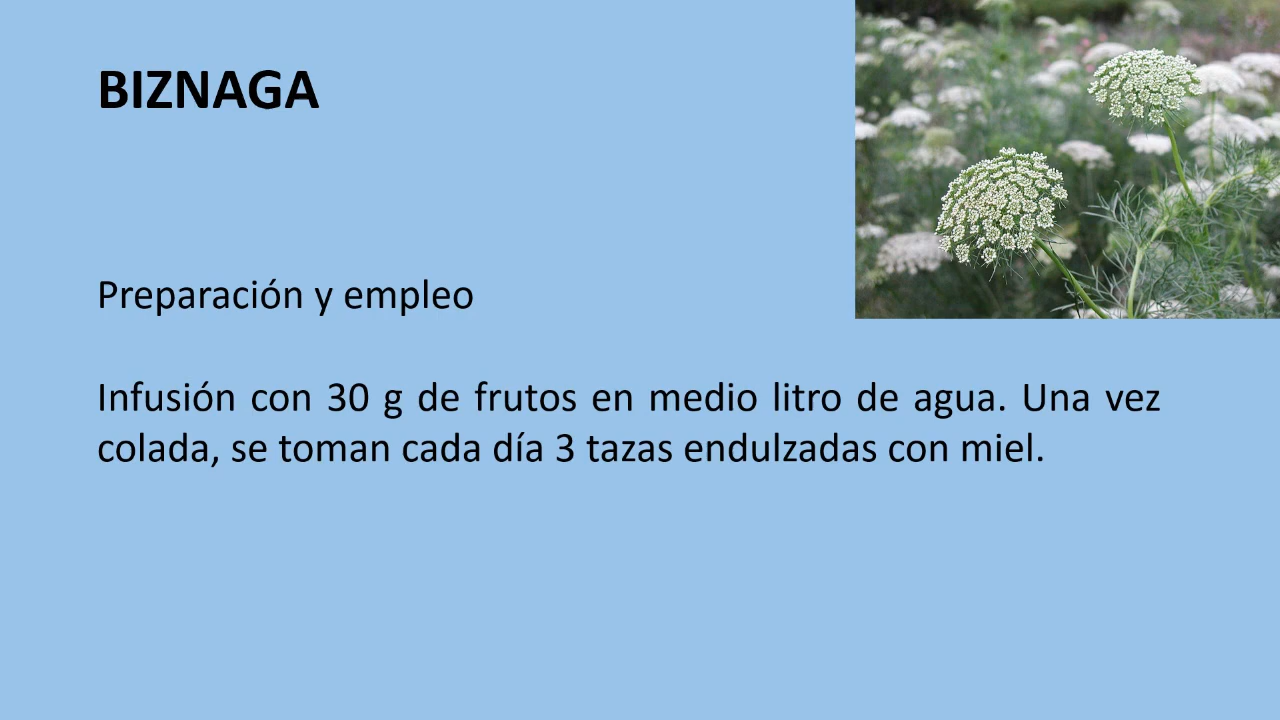 BIZNAGA
Preparación y empleo
Infusión con 30 g de frutos en medio litro de agua. Una vez
colada, se toman cada día 3 tazas endulzadas con miel.